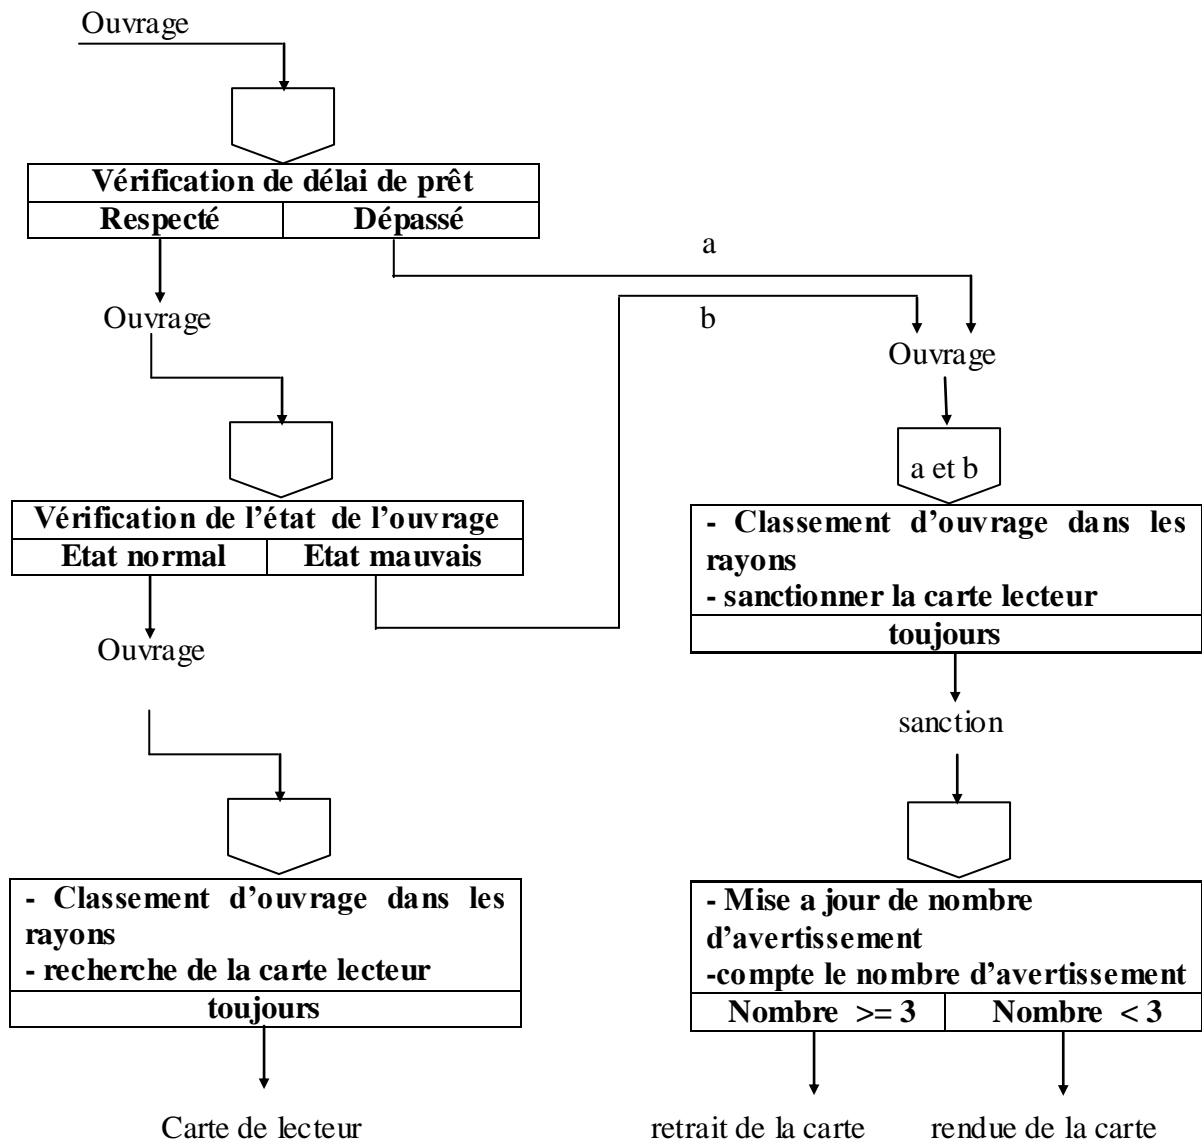 Ouvrage
Vérification de délai de prêt
Respecté
Dépassé
a
Ouvrage
b
Ouvrage
a et b
Vérification de l’état de l’ouvrage
Etat normal
Etat mauvais
- Classement d’ouvrage dans les
rayons
- sanctionner la carte lecteur
toujours
Ouvrage
sanction
- Classement d’ouvrage dans les
rayons
- recherche de la carte lecteur
toujours
- Mise a jour de nombre
d’avertissement
-compte le nombre d’avertissement
Nombre >= 3
Nombre < 3
Carte de lecteur
retrait de la carte
rendue de la carte